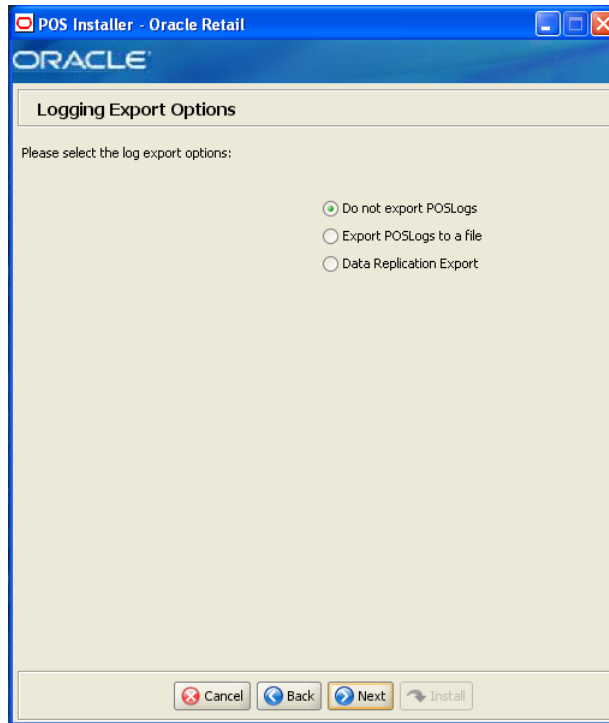 POS Installer - Oracle Retail
ORACLE
Logging Export Options
Please select the log export options:
Do not export POSLogs
Export POSLogs to a file
Data Replication Export
Cancel Back Next Install